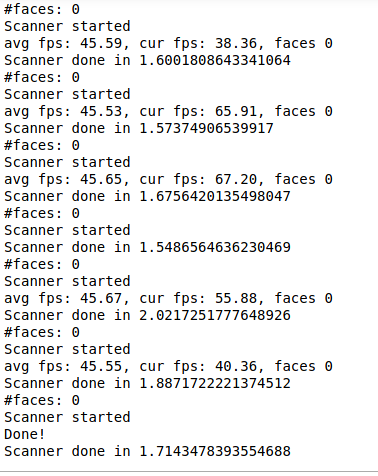 #faces: 0
Scanner started
avg fps: 45.59, cur fps: 38.36, faces 0
Scanner done in 1.6001808643341064
#faces: 0
Scanner started
avg fps: 45.53, cur fps: 65.91, faces 0
Scanner done in 1.57374906539917
#faces: 0
Scanner started
avg fps: 45.65, cur fps: 67.20, faces 0
Scanner done in 1.6756420135498047
#faces: 0
Scanner started
Scanner done in 1.5486564636230469
#faces: 0
Scanner started
avg fps: 45.67, cur fps: 55.88, faces 0
Scanner done in 2.0217251777648926
#faces: 0
Scanner started
avg fps: 45.55, cur fps: 40.36, faces 0
Scanner done in 1.8871722221374512
#faces: 0
Scanner started
Done!
Scanner done in 1.7143478393554688